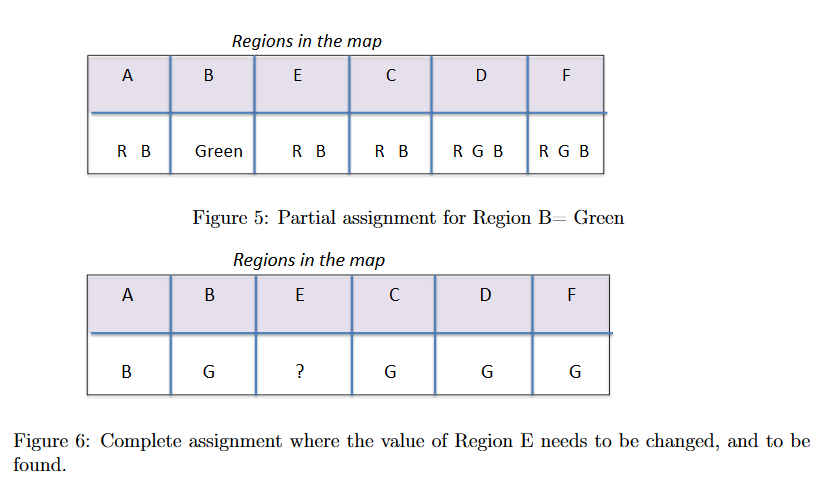 Regions in the map
A B E C D F
R B Green R B R B R G B R G B
Figure 5: Partial assignment for Region B= Green
Regions in the map
A B E C D F
B G ? G G G
Figure 6: Complete assignment where the value of Region E needs to be changed, and to be
found.